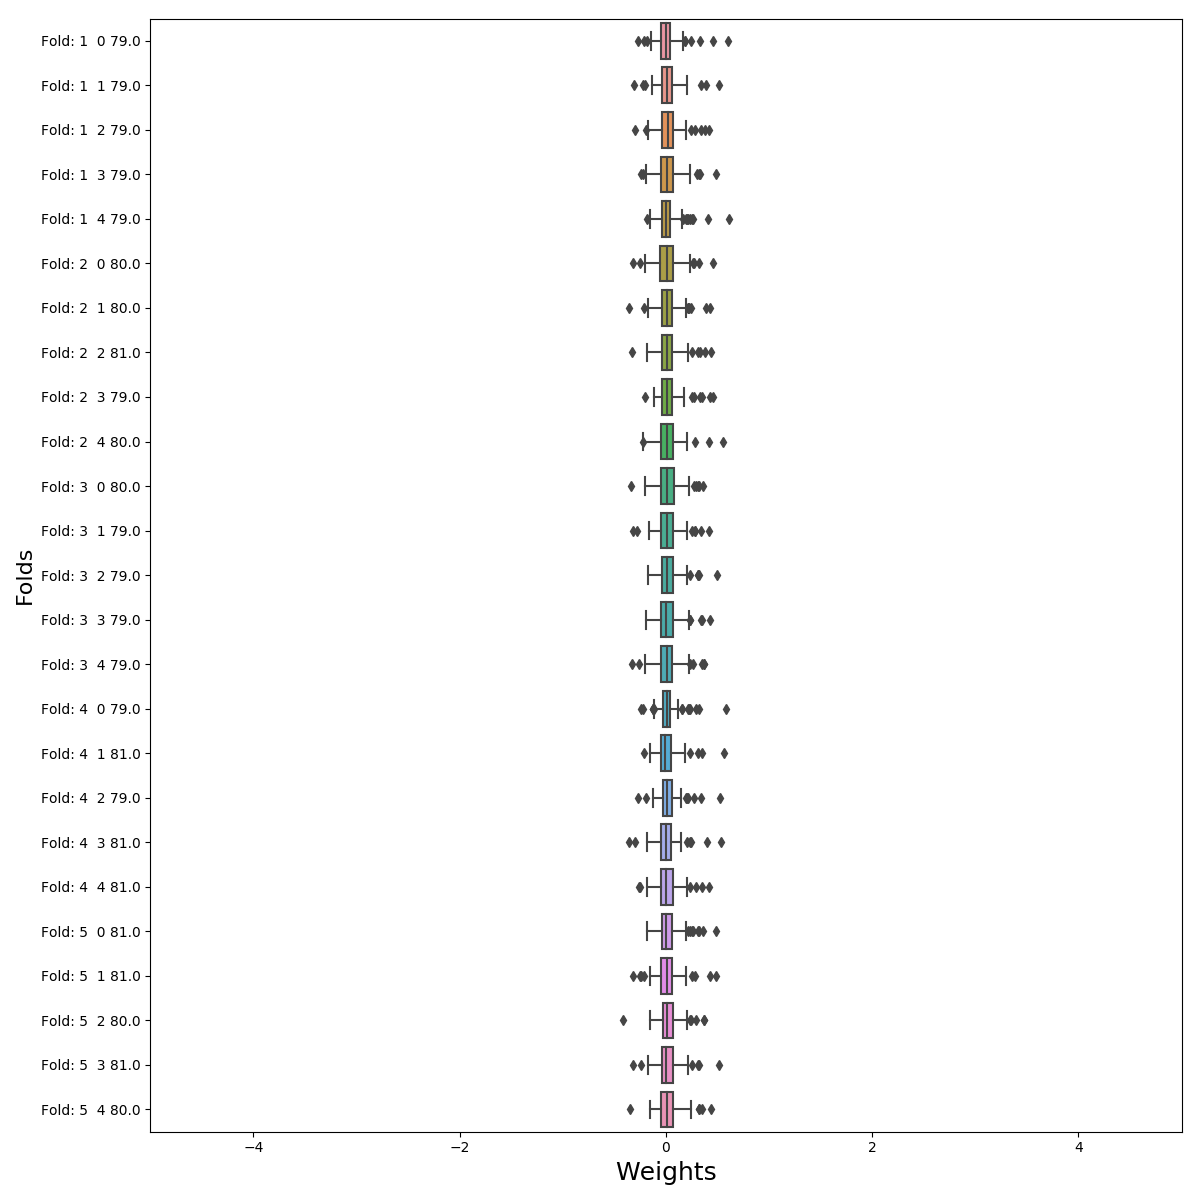 Fold: 1  0 79.0
Fold: 1  1 79.0
Fold: 1  2 79.0
Fold: 1  3 79.0
Fold: 1  4 79.0
Fold: 2  0 80.0
Fold: 2  1 80.0
Fold: 2  2 81.0
Fold: 2  3 79.0
Fold: 2  4 80.0
Fold: 3  0 80.0
Fold: 3  1 79.0
Fold: 3  2 79.0
Fold: 3  3 79.0
Fold: 3  4 79.0
Fold: 4  0 79.0
Fold: 4  1 81.0
Fold: 4  2 79.0
Fold: 4  3 81.0
Fold: 4  4 81.0
Fold: 5  0 81.0
Fold: 5  1 81.0
Fold: 5  2 80.0
Fold: 5  3 81.0
Fold: 5  4 80.0
Folds
−4 −2 0 2 4
Weights